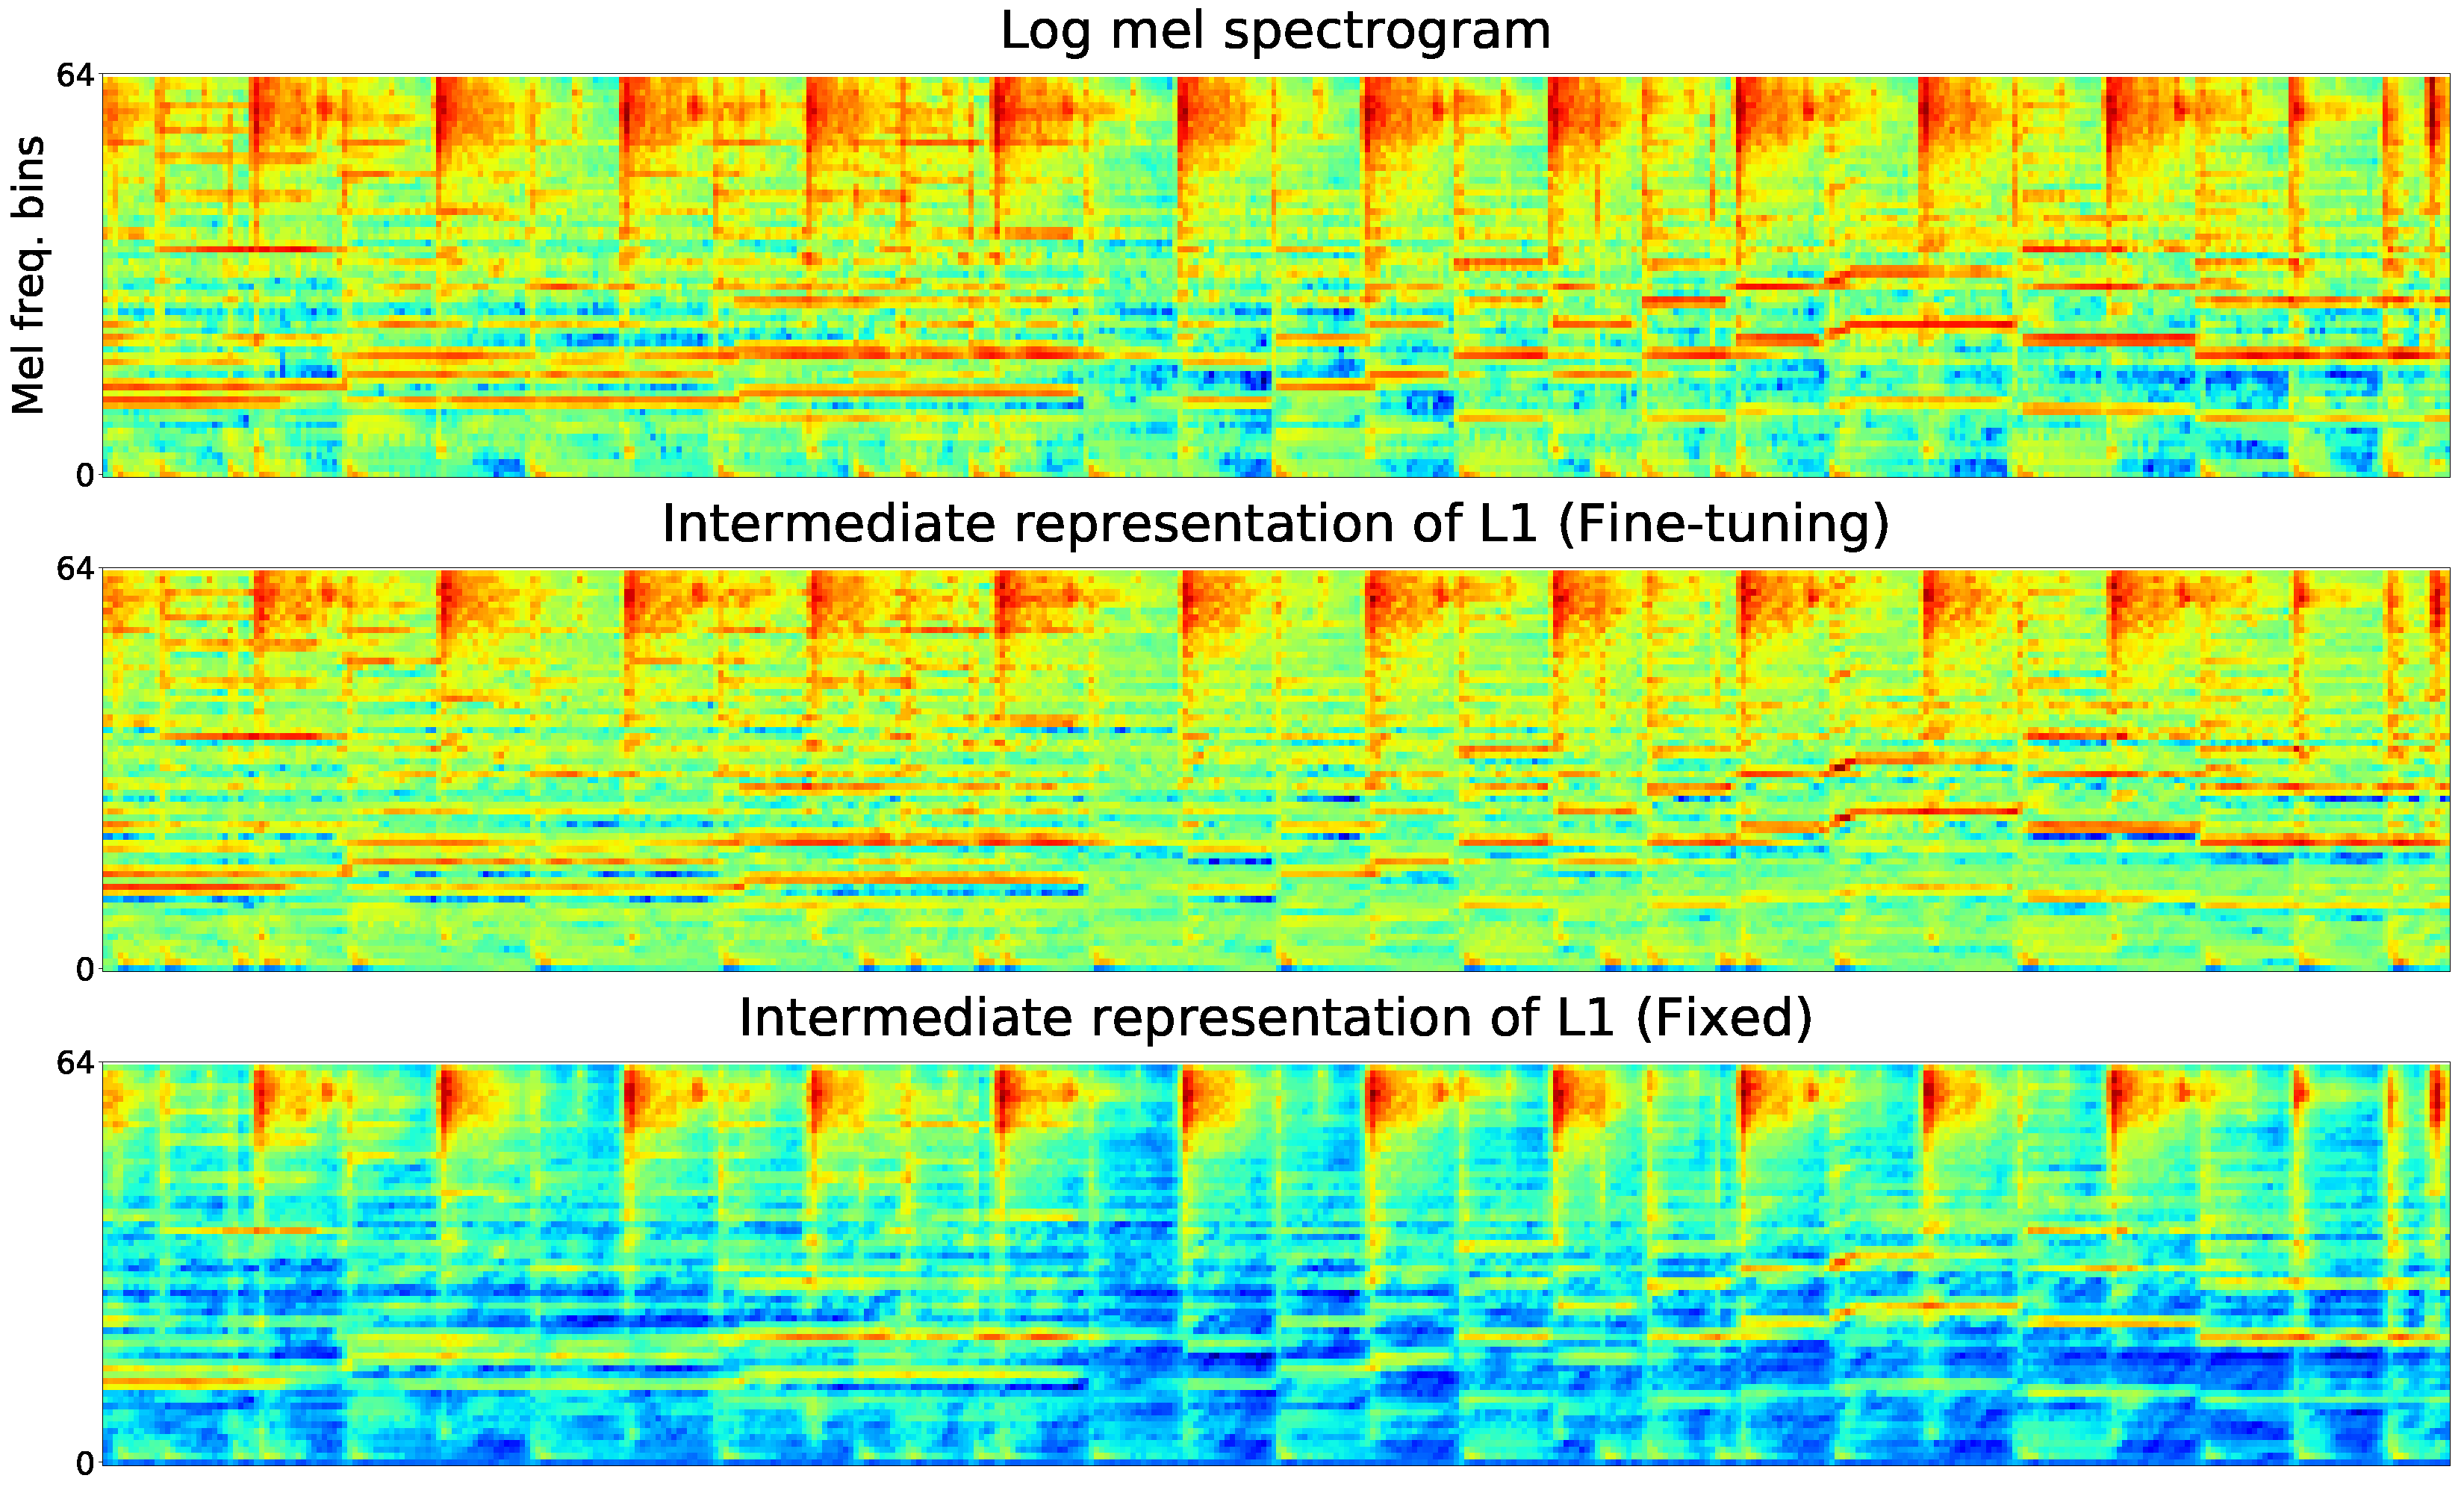 Log mel spectrogram
64
Mel freq. bins
0
Intermediate representation of L1 (Fine-tuning)
64
0
Intermediate representation of L1 (Fixed)
64
0